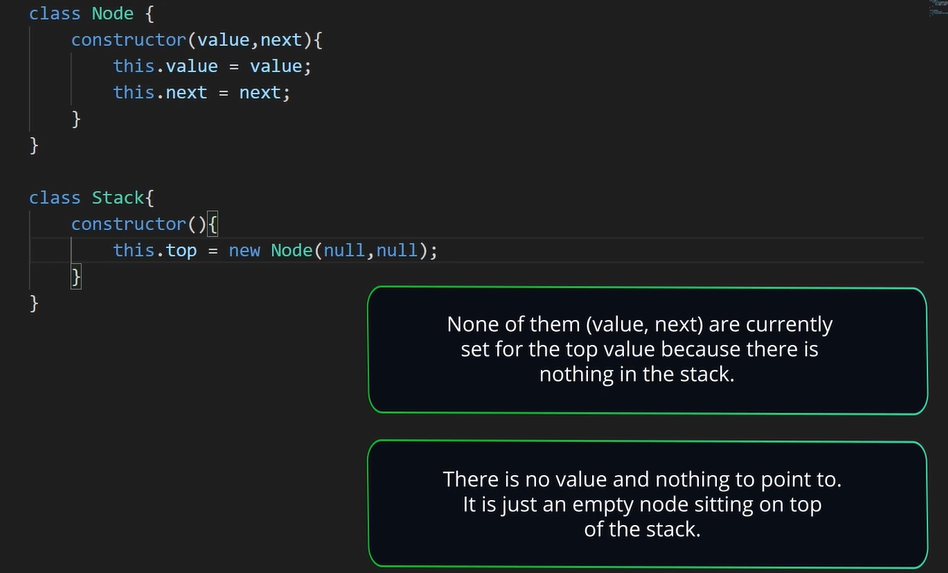 class Node {
constructor(value,next){
this.value = value;
this.next = next;
}
}
class Stack{
constructor(){
this.top = new Node(null,null);
}
}
None of them (value, next) are currently
set for the top value because there is
nothing in the stack.
There is no value and nothing to point to.
It is just an empty node sitting on top
of the stack.